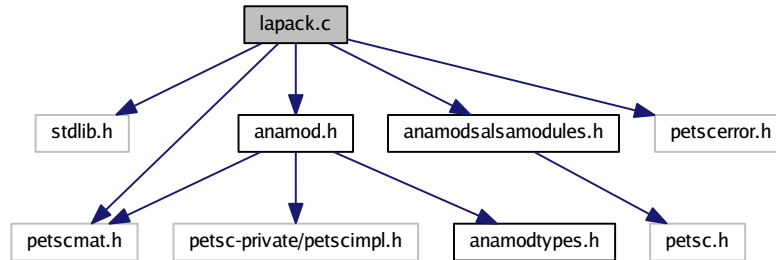 lapack.c
stdlib.h
anamod.h
anamodsalsamodules.h
petscerror.h
petscmat.h
petsc-private/petscimpl.h
anamodtypes.h
petsc.h